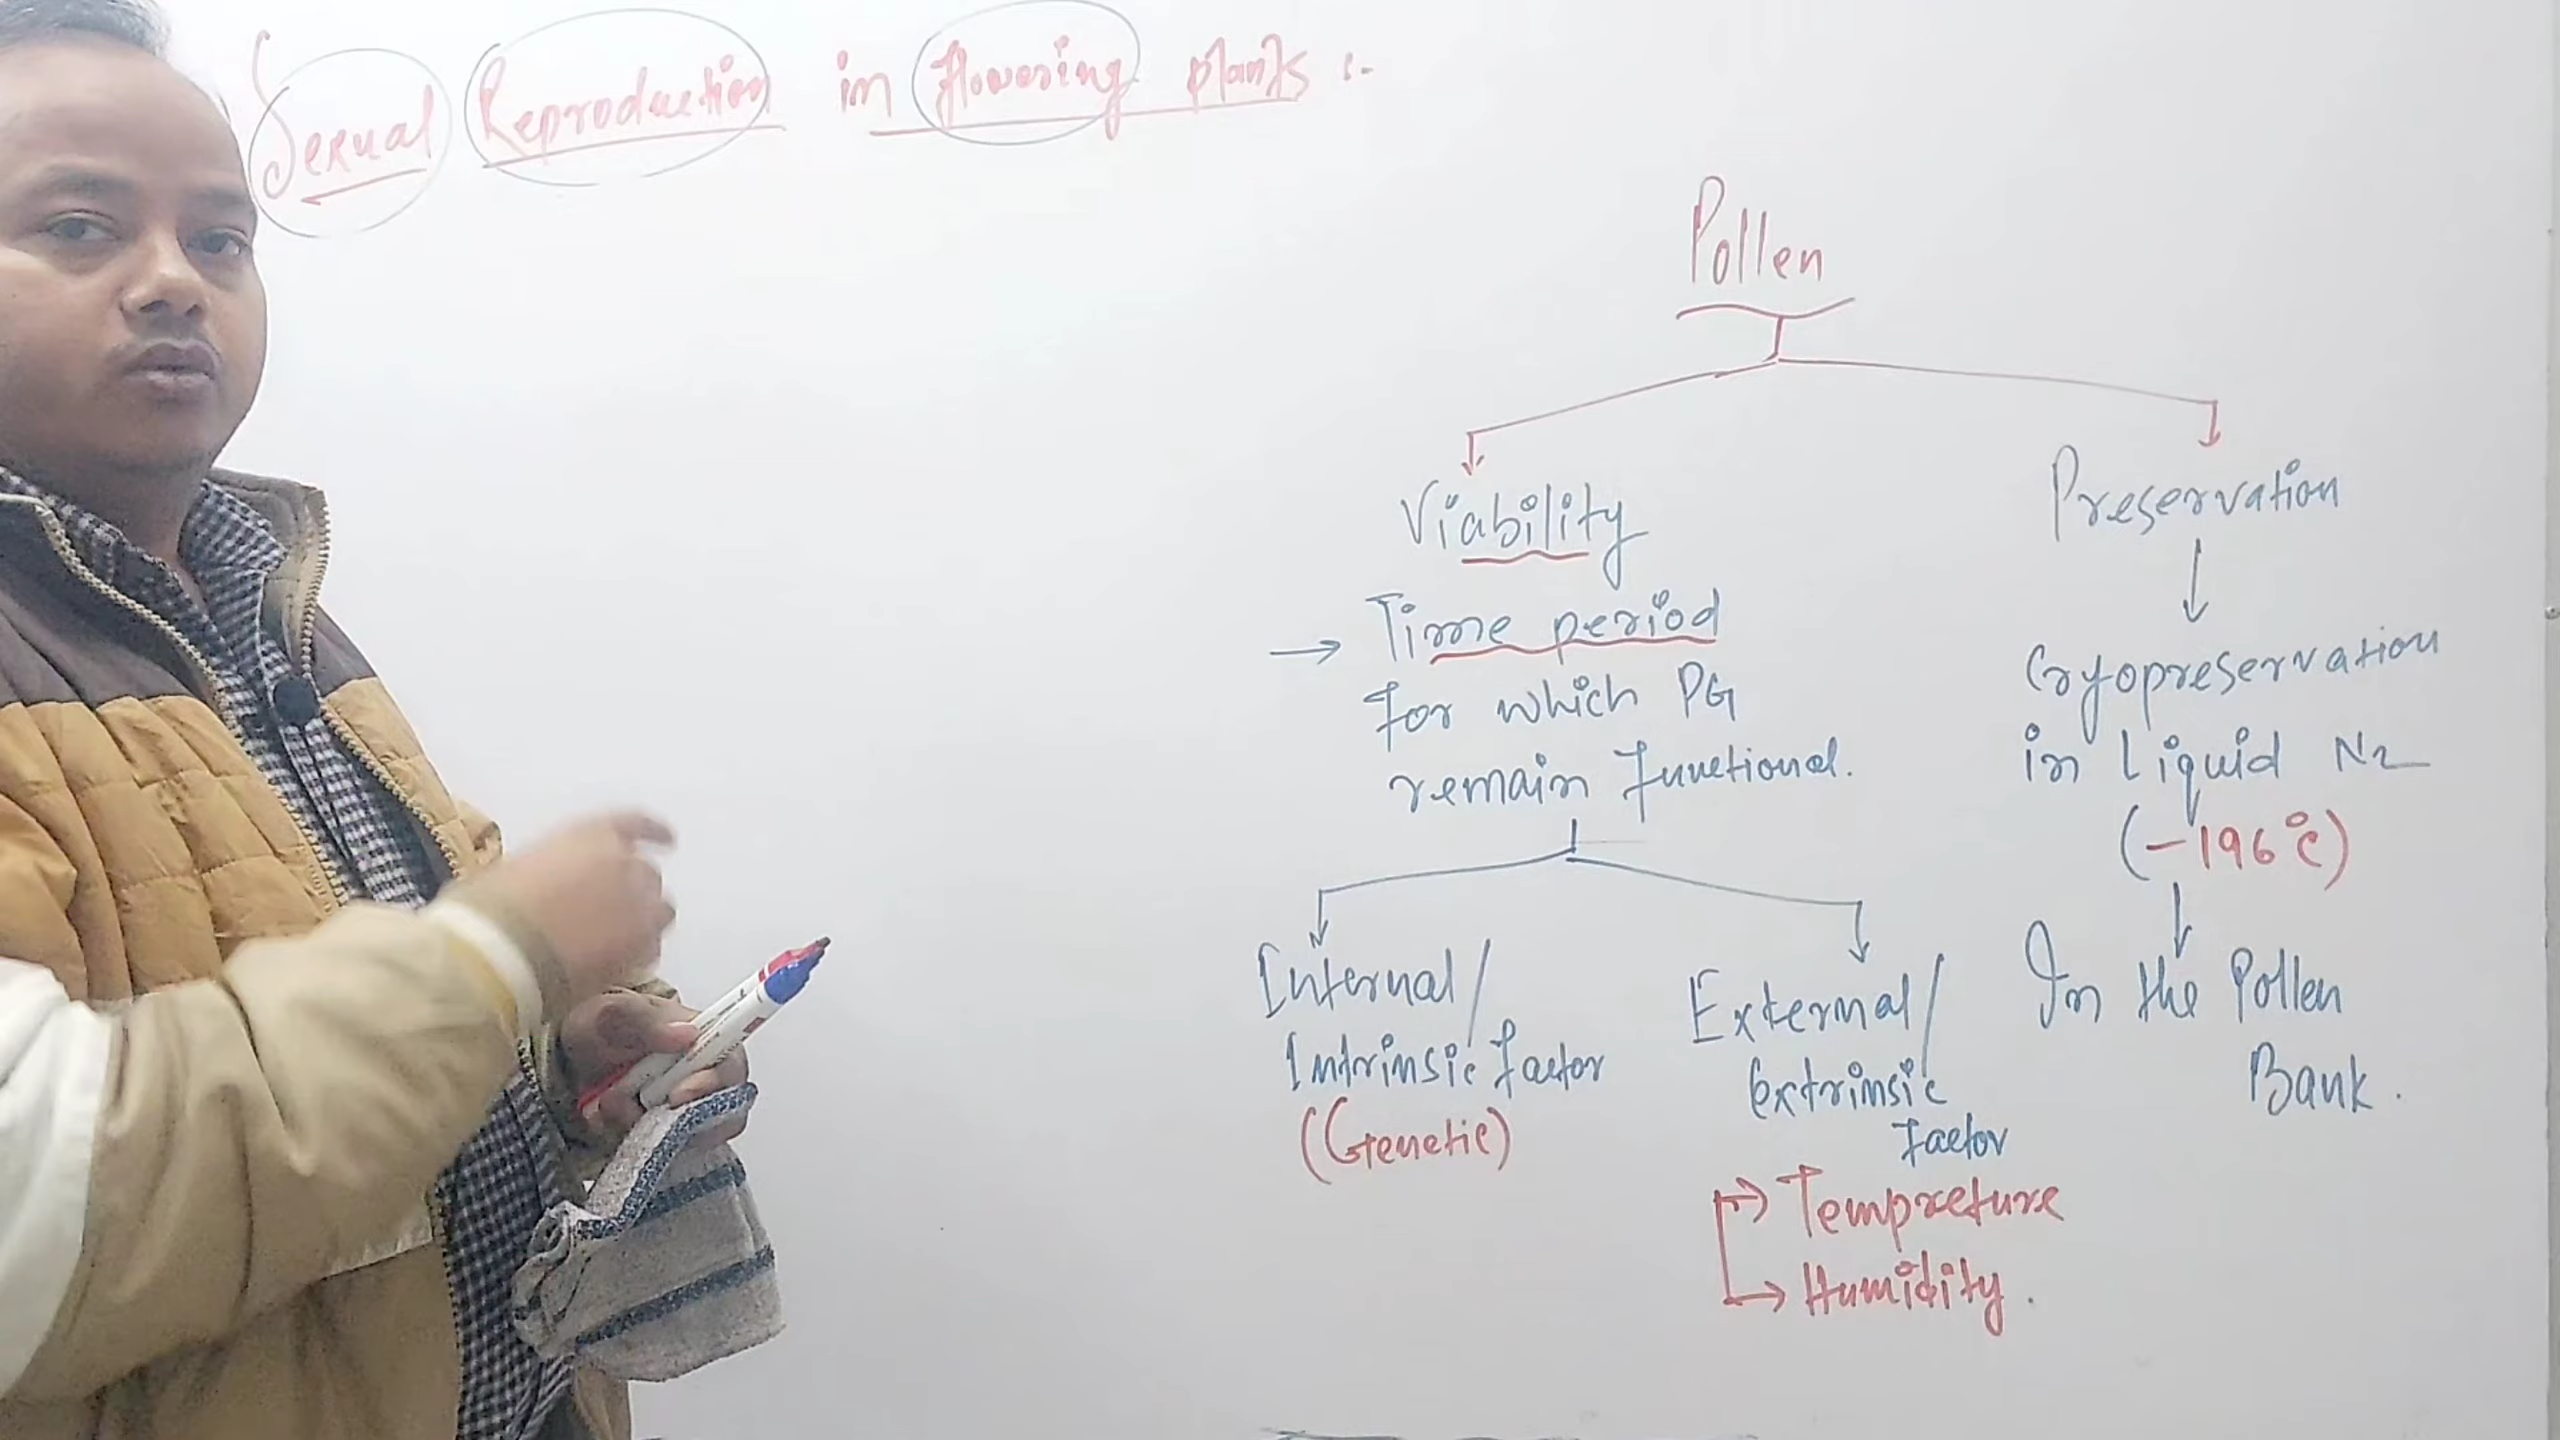 Sexual Reproduction in flowering plants :-
Pollen
Viability
→ Time period
for which PG
remain functional.
Internal/
Intrinsic factor
(Genetic)
External/
Extrinsic
factor
→ Tempreture
→ Humidity.
Preservation
Cryopreservation
in Liquid N2
(-196°c)
In the Pollen
Bank.